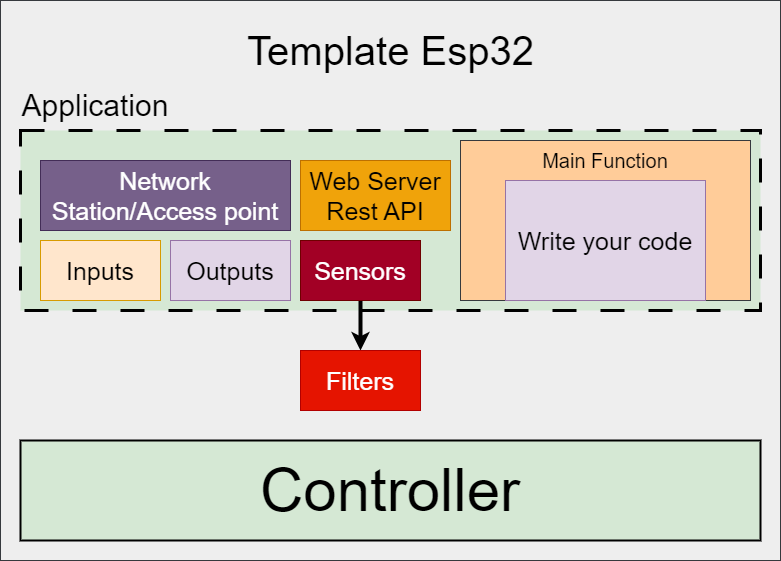 Template Esp32
Application
Network
Station/Access point
Web Server
Rest API
Main Function
Write your code
Inputs
Outputs
Sensors
Filters
Controller